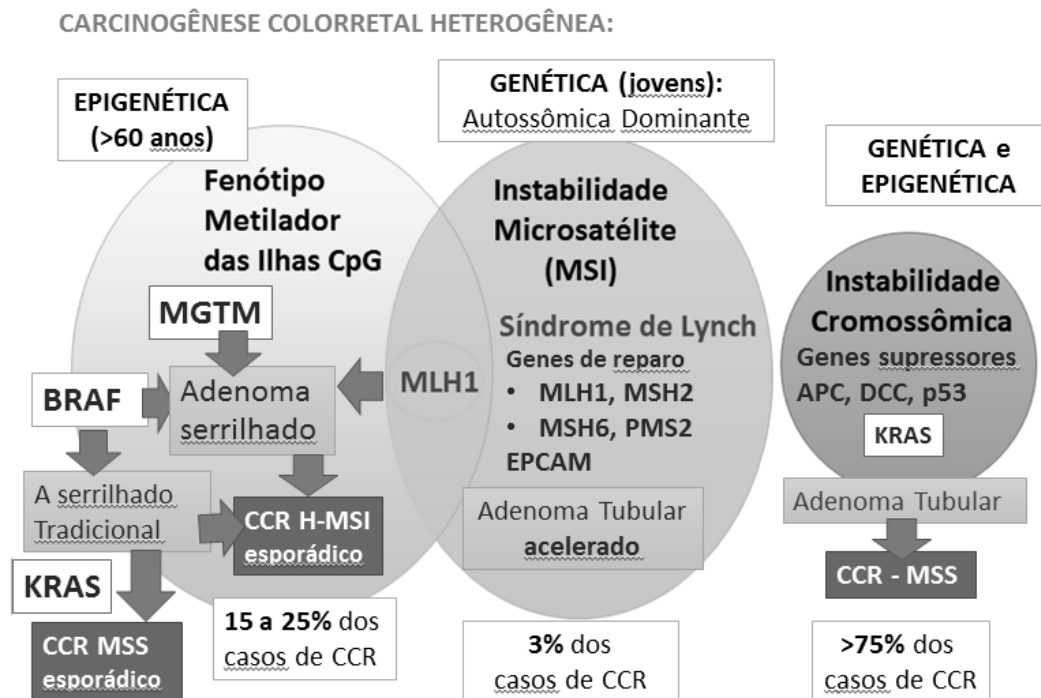 CARCINOGÊNESE COLORRETAL HETEROGÊNEA:
EPIGENÉTICA
(>60 anos)
Fenótipo
Metilador
das Ilhas CpG
MGTM
BRAF
Adenoma
serrilhado
A serrilhado
Tradicional
CCR H-MSI
esporádico
KRAS
CCR MSS
esporádico
15 a 25% dos
casos de CCR
MLH1
GENÉTICA (jovens):
Autossômica Dominante
Instabilidade
Microsatélite
(MSI)
Síndrome de Lynch
Genes de reparo
• MLH1, MSH2
• MSH6, PMS2
EPCAM
Adenoma Tubular
acelerado
3% dos
casos de CCR
GENÉTICA e
EPIGENÉTICA
Instabilidade
Cromossômica
Genes supressores
APC, DCC, p53
KRAS
Adenoma Tubular
CCR - MSS
>75% dos
casos de CCR